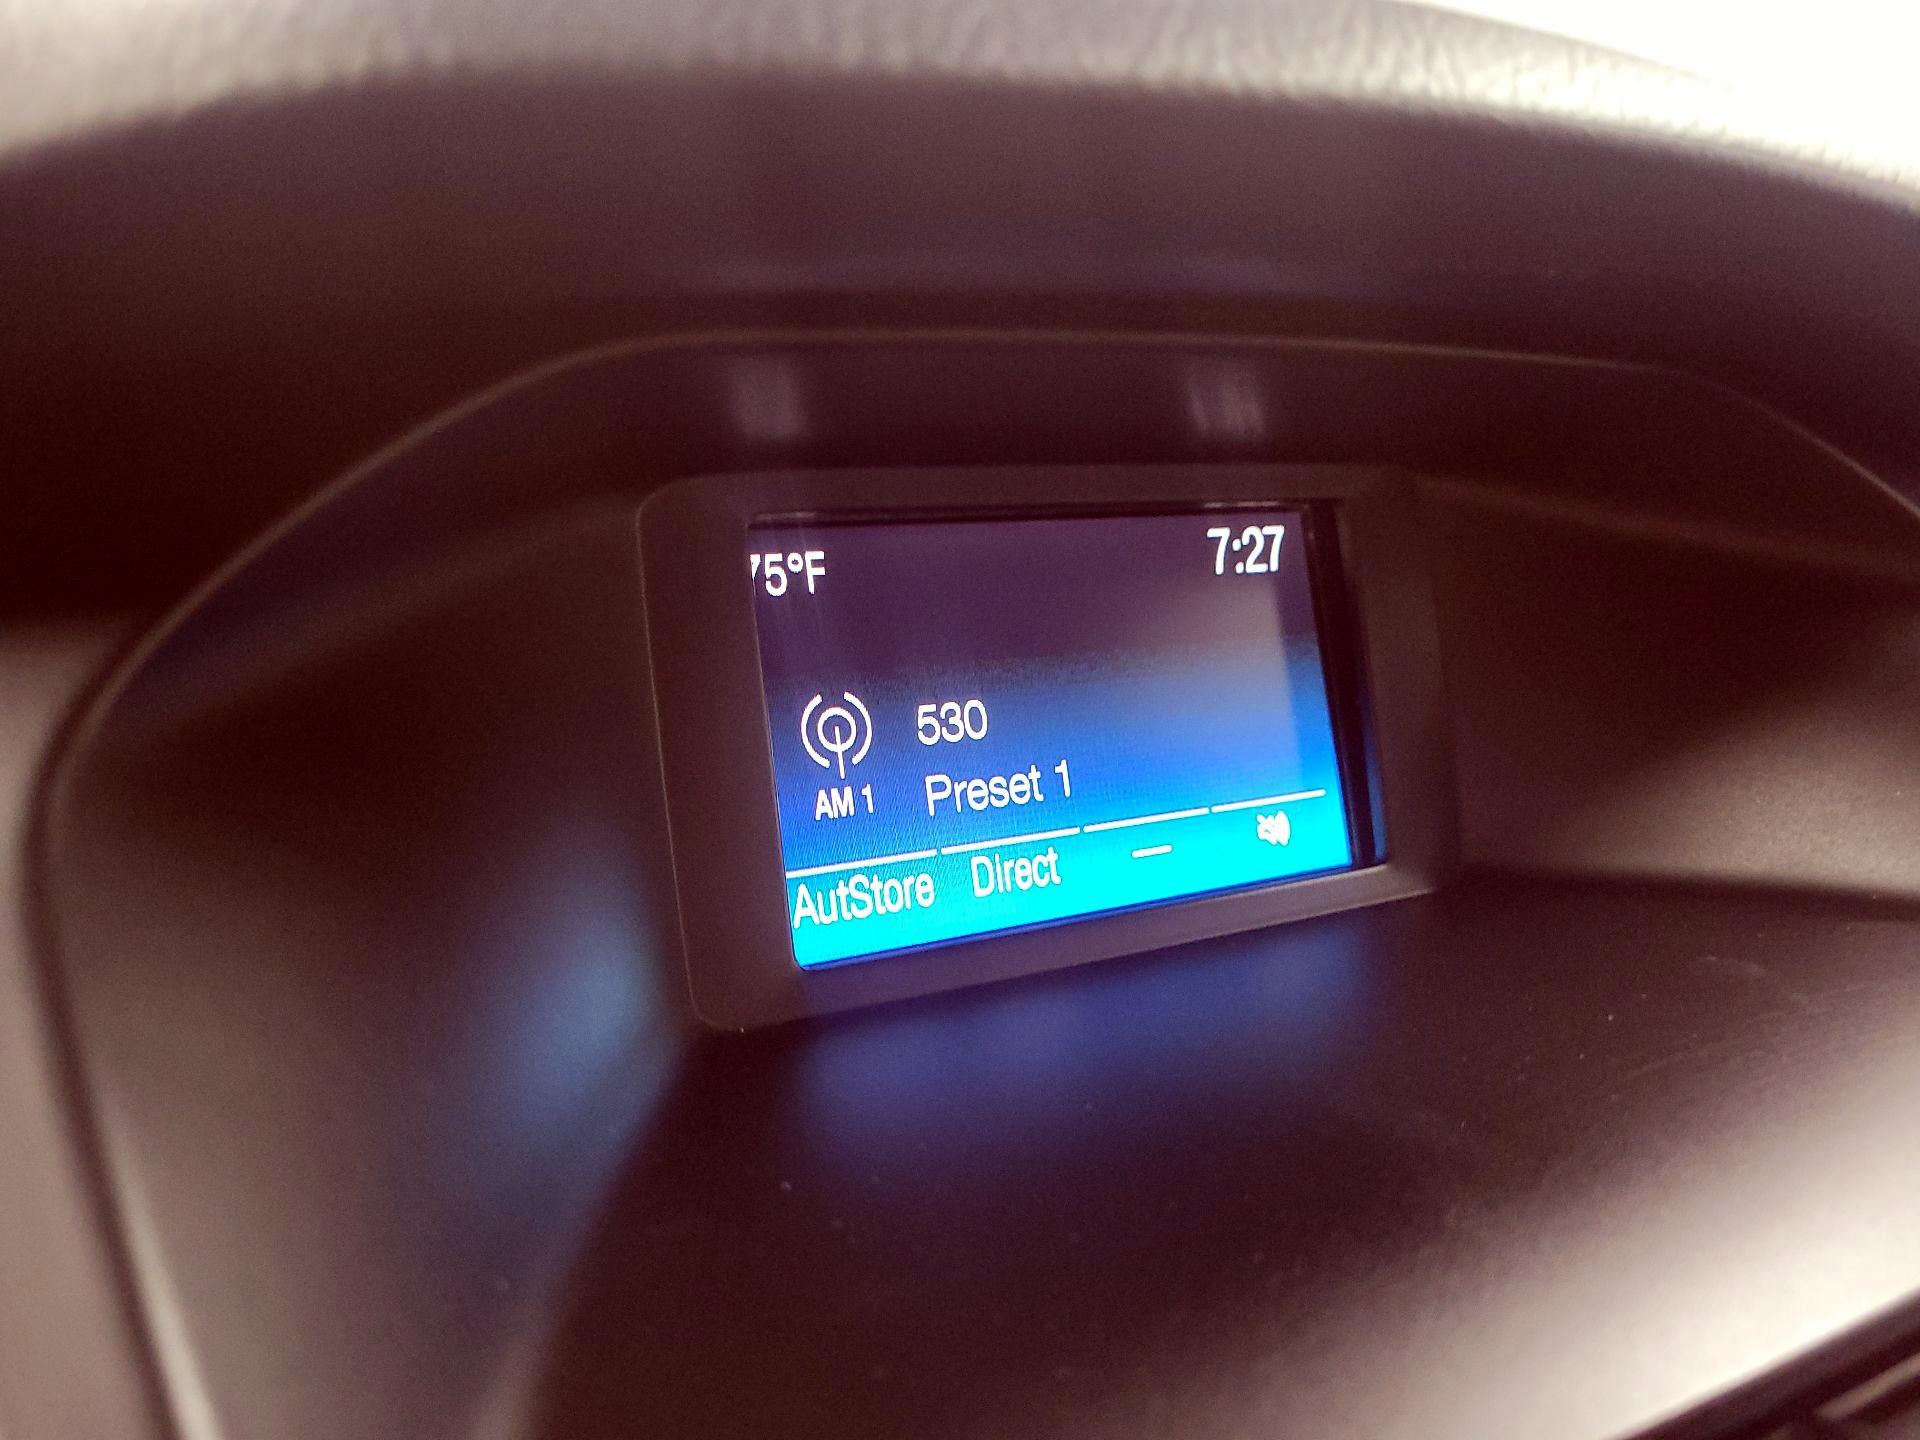 75°F 7:27
530
Preset 1
AM 1
AutStore Direct —